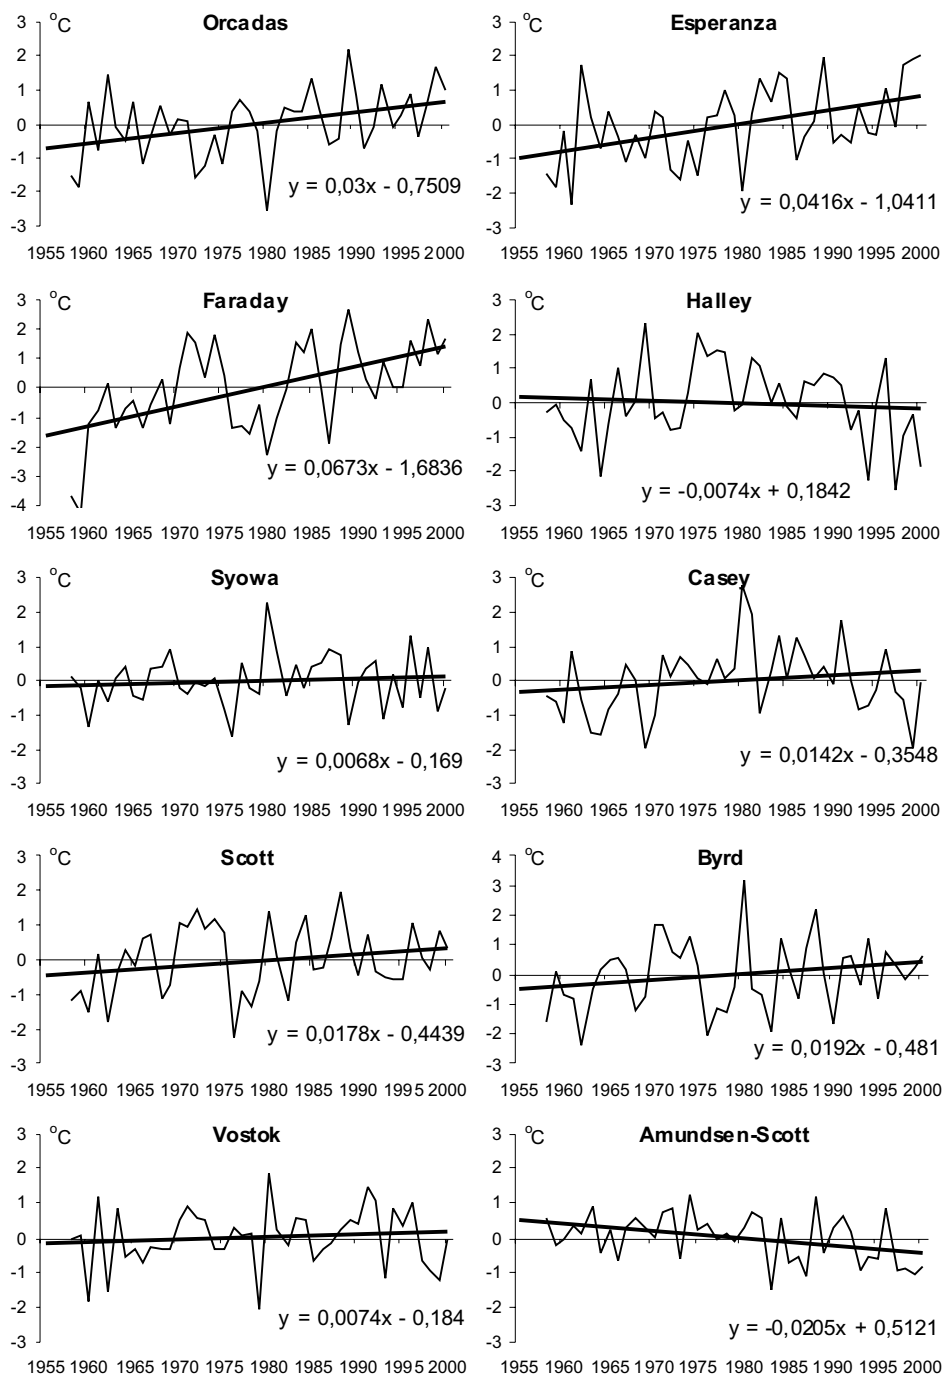 Orcadas
°C
3
2
1
0
-1
-2
-3
y = 0,03x - 0,7509
1955 1960 1965 1970 1975 1980 1985 1990 1995 2000
Esperanza
°C
3
2
1
0
-1
-2
-3
y = 0,0416x - 1,0411
1955 1960 1965 1970 1975 1980 1985 1990 1995 2000
Faraday
°C
3
2
1
0
-1
-2
-3
-4
y = 0,0673x - 1,6836
1955 1960 1965 1970 1975 1980 1985 1990 1995 2000
Halley
°C
3
2
1
0
-1
-2
-3
y = -0,0074x + 0,1842
1955 1960 1965 1970 1975 1980 1985 1990 1995 2000
Syowa
°C
3
2
1
0
-1
-2
-3
y = 0,0068x - 0,169
1955 1960 1965 1970 1975 1980 1985 1990 1995 2000
Casey
°C
3
2
1
0
-1
-2
-3
y = 0,0142x - 0,3548
1955 1960 1965 1970 1975 1980 1985 1990 1995 2000
Scott
°C
3
2
1
0
-1
-2
-3
y = 0,0178x - 0,4439
1955 1960 1965 1970 1975 1980 1985 1990 1995 2000
Byrd
°C
4
3
2
1
0
-1
-2
-3
y = 0,0192x - 0,481
1955 1960 1965 1970 1975 1980 1985 1990 1995 2000
Vostok
°C
3
2
1
0
-1
-2
-3
y = 0,0074x - 0,184
1955 1960 1965 1970 1975 1980 1985 1990 1995 2000
Amundsen-Scott
°C
3
2
1
0
-1
-2
-3
y = -0,0205x + 0,5121
1955 1960 1965 1970 1975 1980 1985 1990 1995 2000